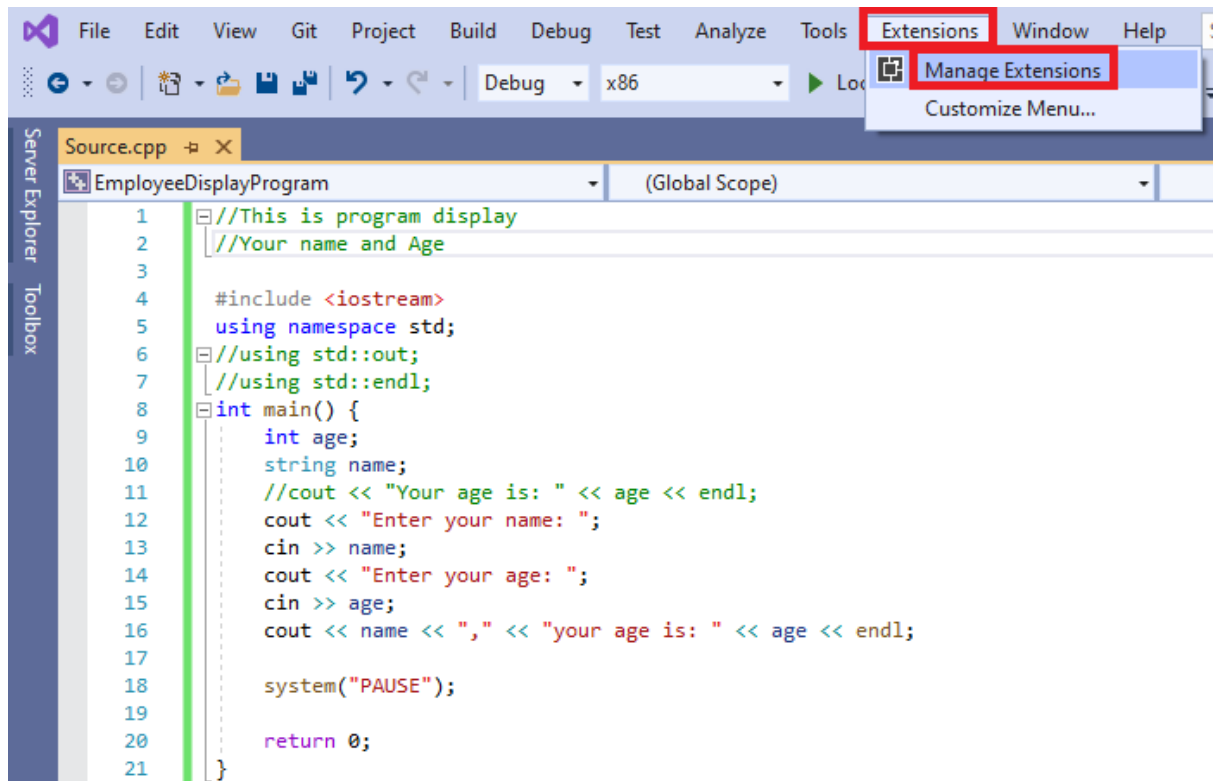 File Edit View Git Project Build Debug Test Analyze Tools Extensions Window Help
Debug x86
Manage Extensions
Customize Menu...
Server Explorer
Toolbox
Source.cpp
EmployeeDisplayProgram (Global Scope)
1 //This is program display
2 //Your name and Age
3
4 #include <iostream>
5 using namespace std;
6 //using std::out;
7 //using std::endl;
8 int main() {
9 int age;
10 string name;
11 //cout << "Your age is: " << age << endl;
12 cout << "Enter your name: ";
13 cin >> name;
14 cout << "Enter your age: ";
15 cin >> age;
16 cout << name << "," << "your age is: " << age << endl;
17
18 system("PAUSE");
19
20 return 0;
21 }